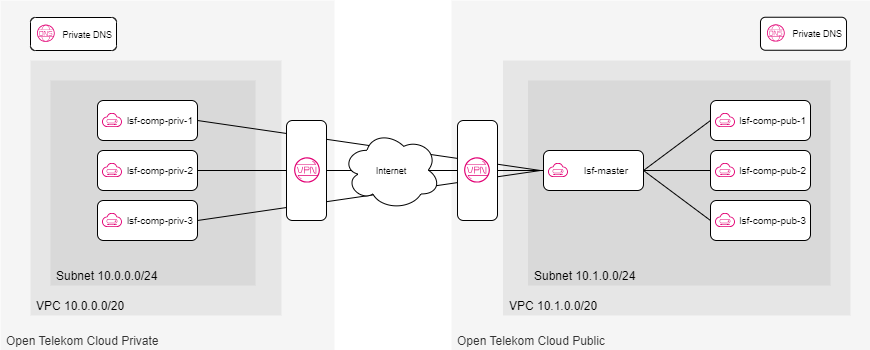 Private DNS
Private DNS
DNS
DNS
lsf-comp-priv-1
lsf-comp-priv-2
lsf-comp-priv-3
VPN
Internet
VPN
lsf-master
lsf-comp-pub-1
lsf-comp-pub-2
lsf-comp-pub-3
Subnet 10.0.0.0/24
Subnet 10.1.0.0/24
VPC 10.0.0.0/20
VPC 10.1.0.0/20
Open Telekom Cloud Private
Open Telekom Cloud Public